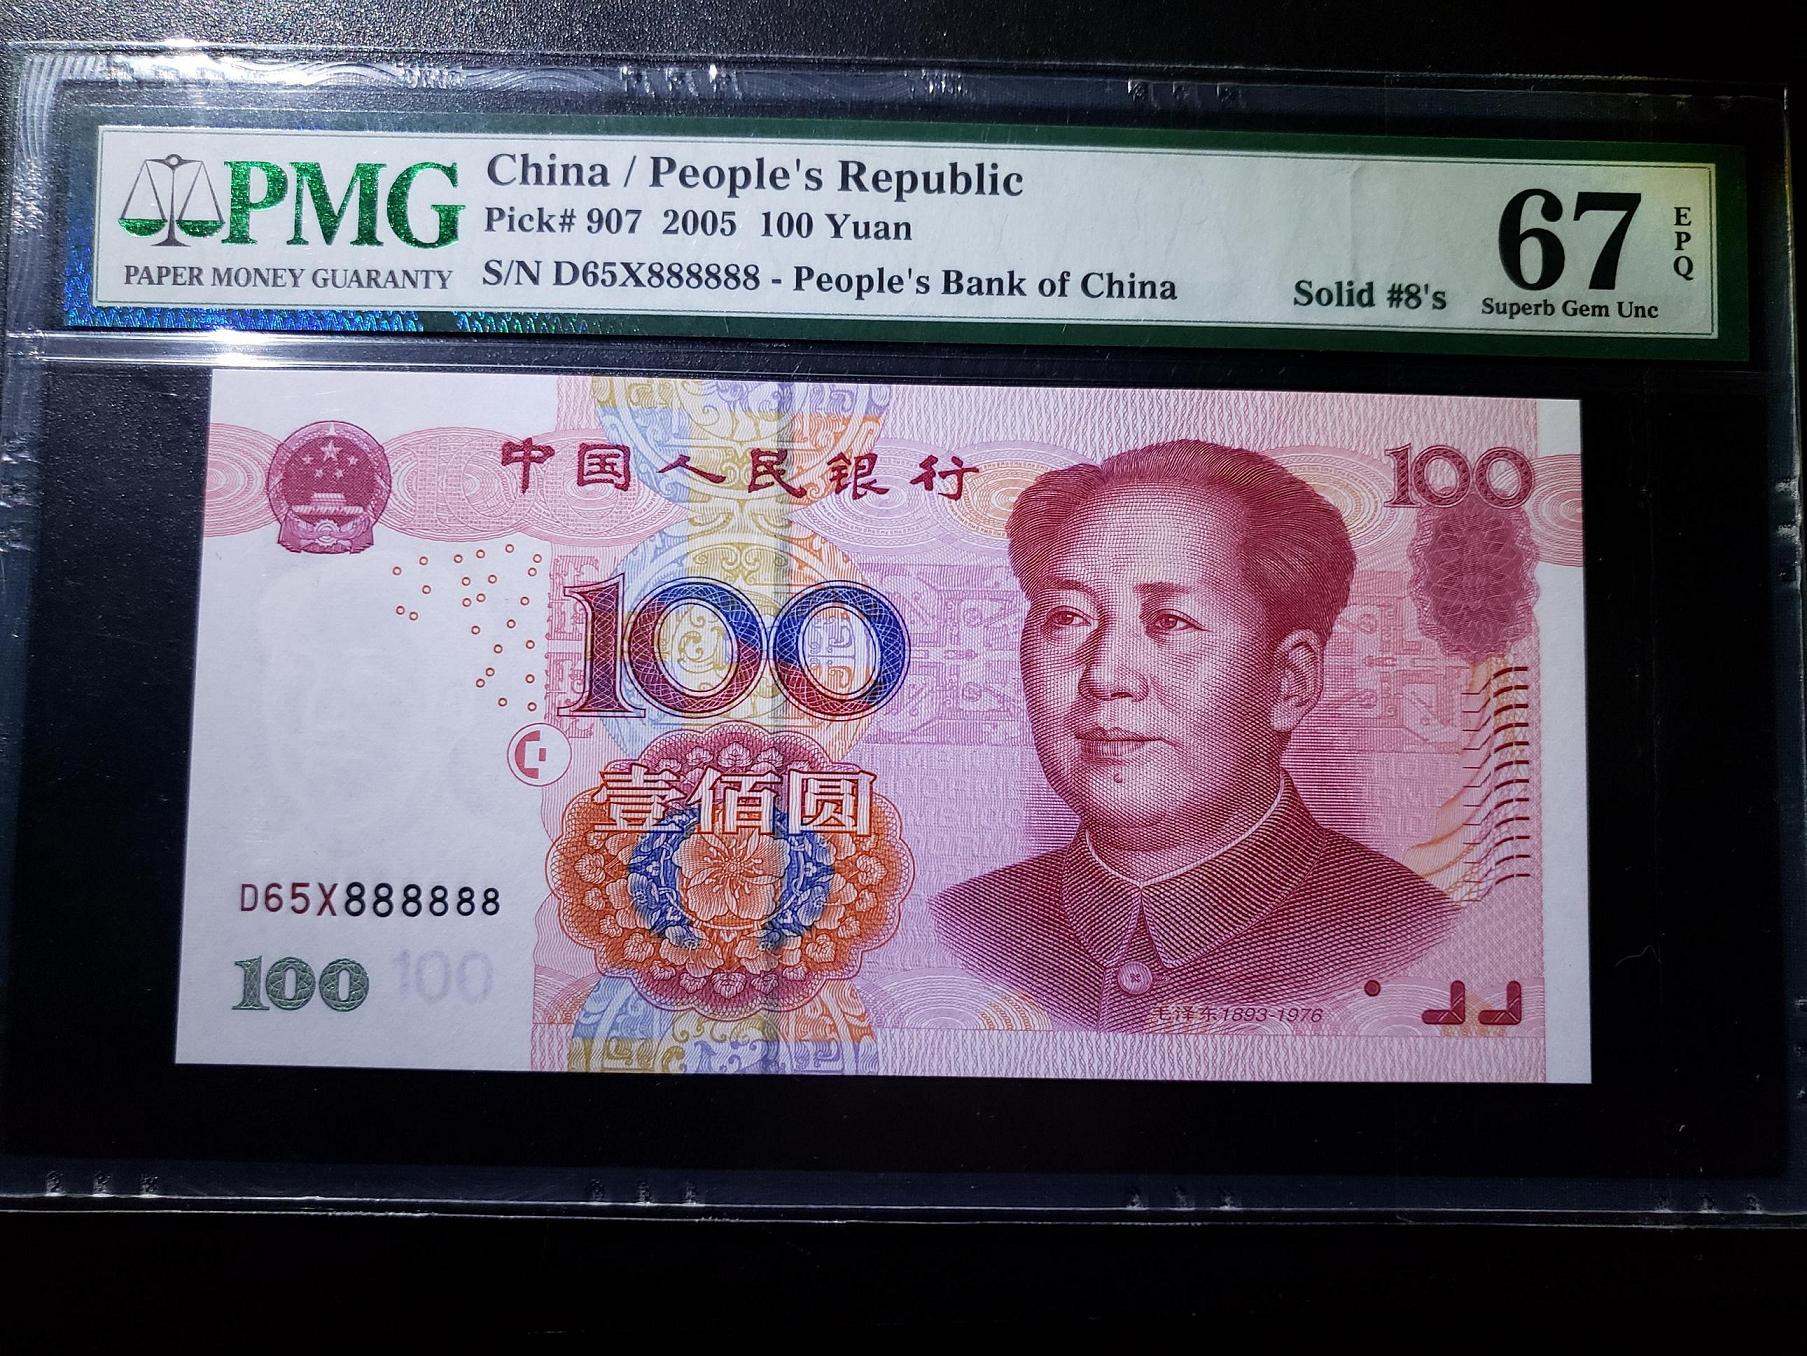 PMG
PAPER MONEY GUARANTY
China / People's Republic
Pick# 907 2005 100 Yuan
S/N D65X888888 - People's Bank of China
Solid #8's
67
EPQ
Superb Gem Unc
中国人民银行
100
100
壹佰圆
D65X888888
100 100
毛泽东1893-1976